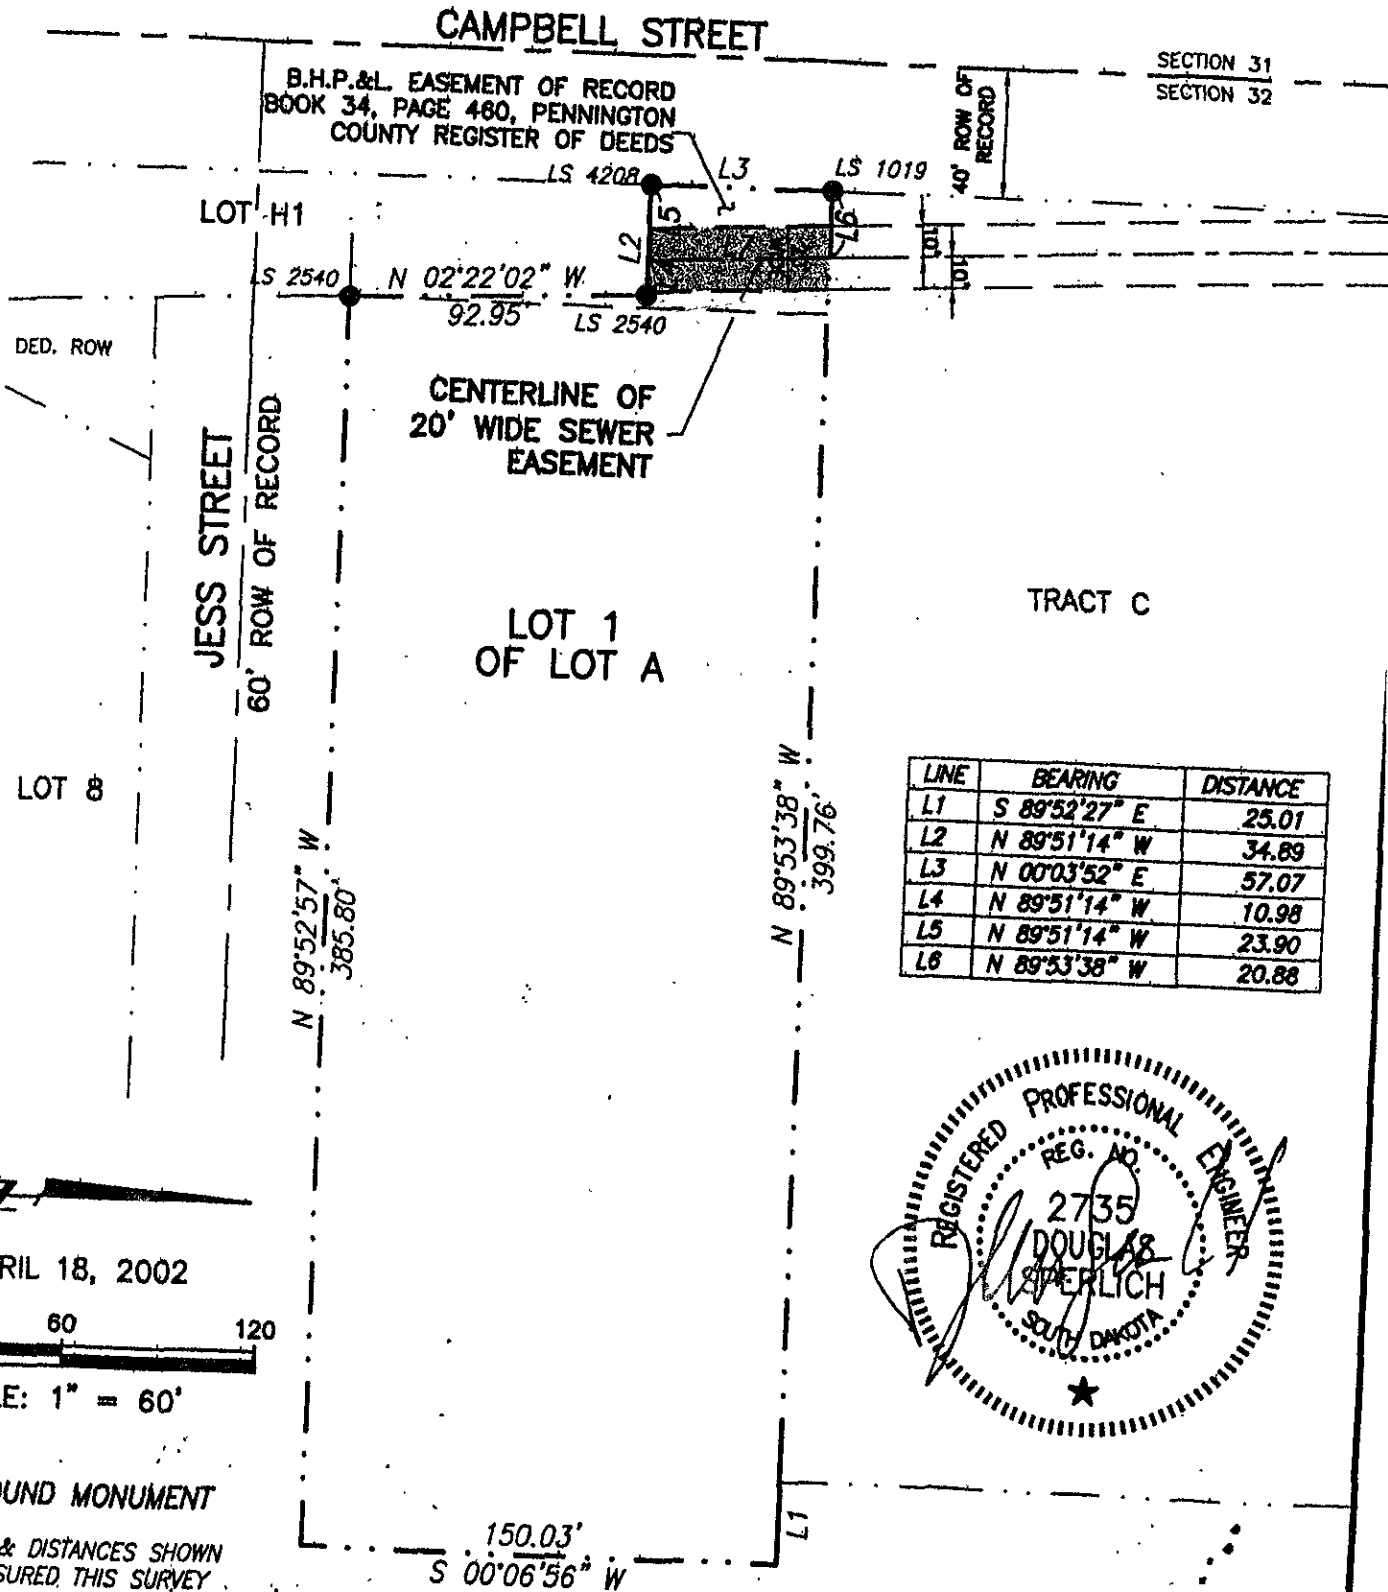 CAMPBELL STREET
SECTION 31
SECTION 32
B.H.P.&L. EASEMENT OF RECORD
BOOK 34, PAGE 460, PENNINGTON
COUNTY REGISTER OF DEEDS
40' ROW OF
RECORD
LS 4208
L3
LS 1019
LOT H1
L5
L6
L2
10'
10'
LS 2540
N 02°22'02" W
92.95'
LS 2540
DED. ROW
CENTERLINE OF
20' WIDE SEWER
EASEMENT
JESS STREET
60' ROW OF RECORD
LOT 1
OF LOT A
TRACT C
LOT 8
N 89°52'57" W
385.80'
N 89°53'38" W
399.76'
LINE BEARING DISTANCE
L1 S 89°52'27" E 25.01
L2 N 89°51'14" W 34.89
L3 N 00°03'52" E 57.07
L4 N 89°51'14" W 10.98
L5 N 89°51'14" W 23.90
L6 N 89°53'38" W 20.88
REGISTERED PROFESSIONAL ENGINEER
REG. NO.
2735
DOUGLAS
SPERLICH
SOUTH DAKOTA
RIL 18, 2002
60 120
E: 1" = 60'
OUND MONUMENT
& DISTANCES SHOWN
SURED THIS SURVEY
150.03'
S 00°06'56" W
L1